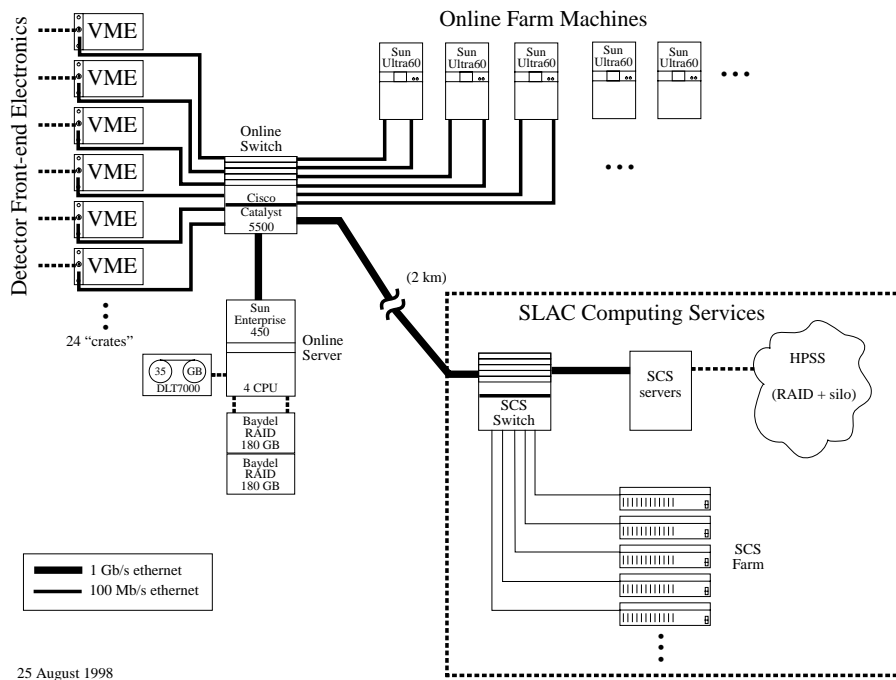 Online Farm Machines
Detector Front-end Electronics
VME
VME
VME
VME
VME
VME
24 “crates”
Sun
Ultra60
Sun
Ultra60
Sun
Ultra60
Sun
Ultra60
Sun
Ultra60
Online
Switch
Cisco
Catalyst
5500
(2 km)
Sun
Enterprise
450
4 CPU
Online
Server
35
GB
DLT7000
Baydel
RAID
180 GB
Baydel
RAID
180 GB
SLAC Computing Services
SCS
Switch
SCS
servers
HPSS
(RAID + silo)
SCS
Farm
1 Gb/s ethernet
100 Mb/s ethernet
25 August 1998